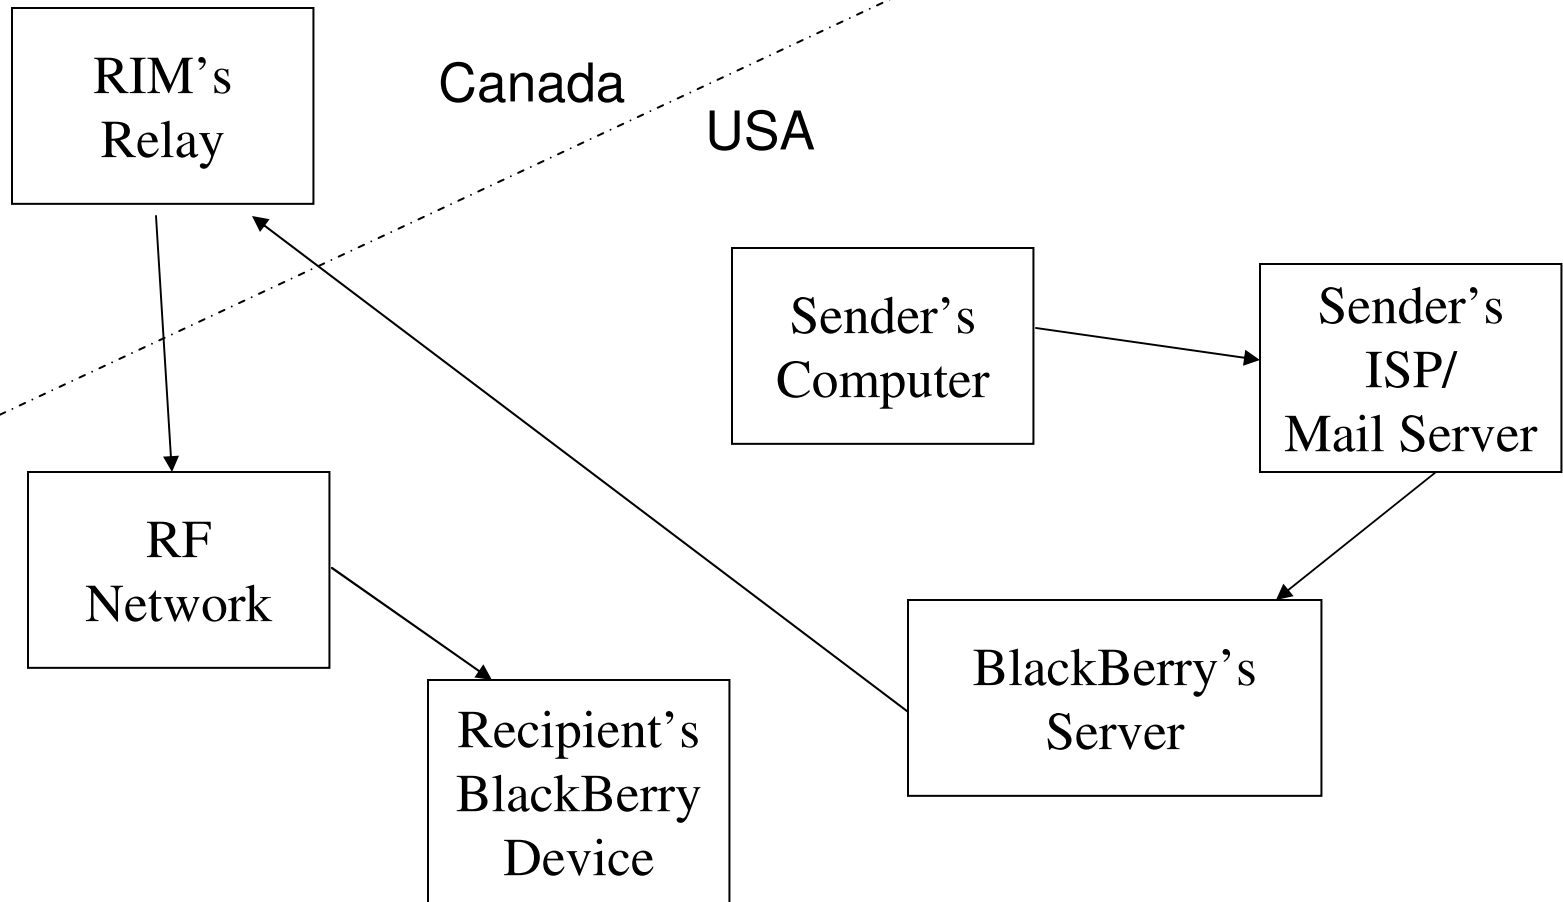 RIM’s
Relay
Canada
USA
Sender’s
Computer
Sender’s
ISP/
Mail Server
RF
Network
BlackBerry’s
Server
Recipient’s
BlackBerry
Device